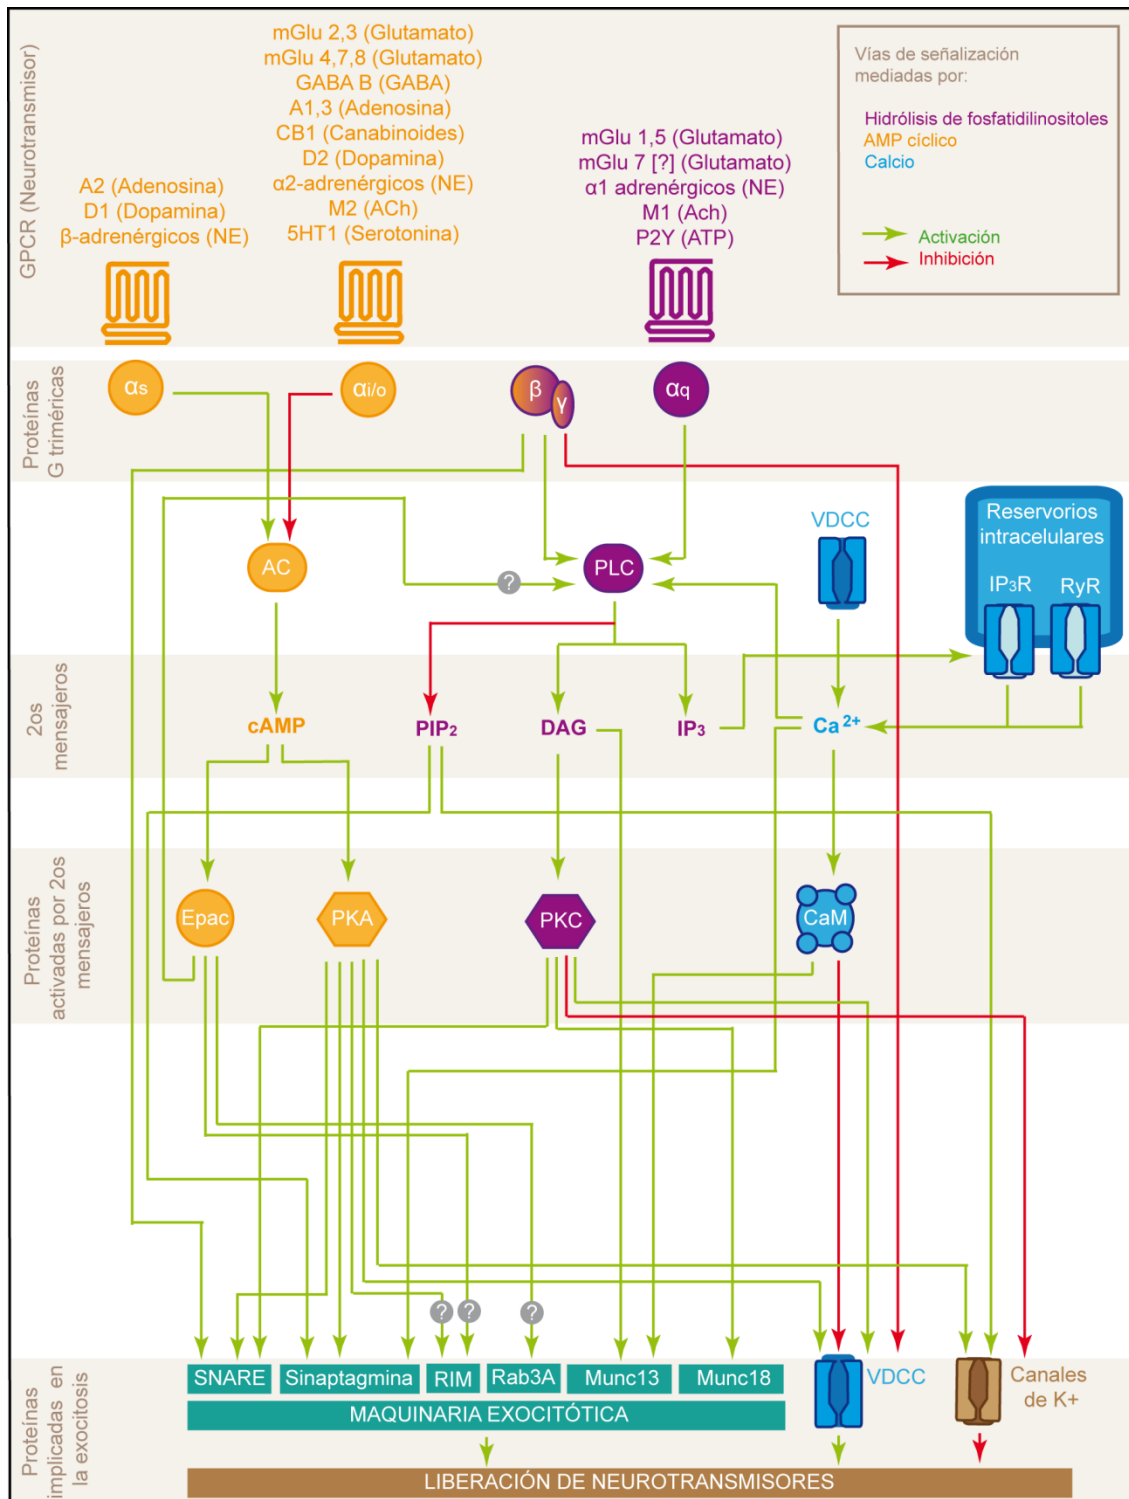 GPCR (Neurotransmisor)
mGlu 2,3 (Glutamato)
mGlu 4,7,8 (Glutamato)
GABA B (GABA)
A1,3 (Adenosina)
CB1 (Canabinoides)
D2 (Dopamina)
α2-adrenérgicos (NE)
M2 (ACh)
5HT1 (Serotonina)
A2 (Adenosina)
D1 (Dopamina)
β-adrenérgicos (NE)
mGlu 1,5 (Glutamato)
mGlu 7 [?] (Glutamato)
α1 adrenérgicos (NE)
M1 (Ach)
P2Y (ATP)
Vías de señalización
mediadas por:
Hidrólisis de fosfatidilinositoles
AMP cíclico
Calcio
Activación
Inhibición
Proteínas
G triméricas
αs
αi/o
β
γ
αq
AC
?
PLC
VDCC
Reservorios
intracelulares
IP3R
RyR
2os
mensajeros
cAMP
PIP2
DAG
IP3
Ca 2+
Proteínas
activadas por 2os
mensajeros
Epac
PKA
PKC
CaM
?
?
?
Proteínas
implicadas en
la exocitosis
SNARE
Sinaptagmina
RIM
Rab3A
Munc13
Munc18
MAQUINARIA EXOCITÓTICA
VDCC
Canales
de K+
LIBERACIÓN DE NEUROTRANSMISORES